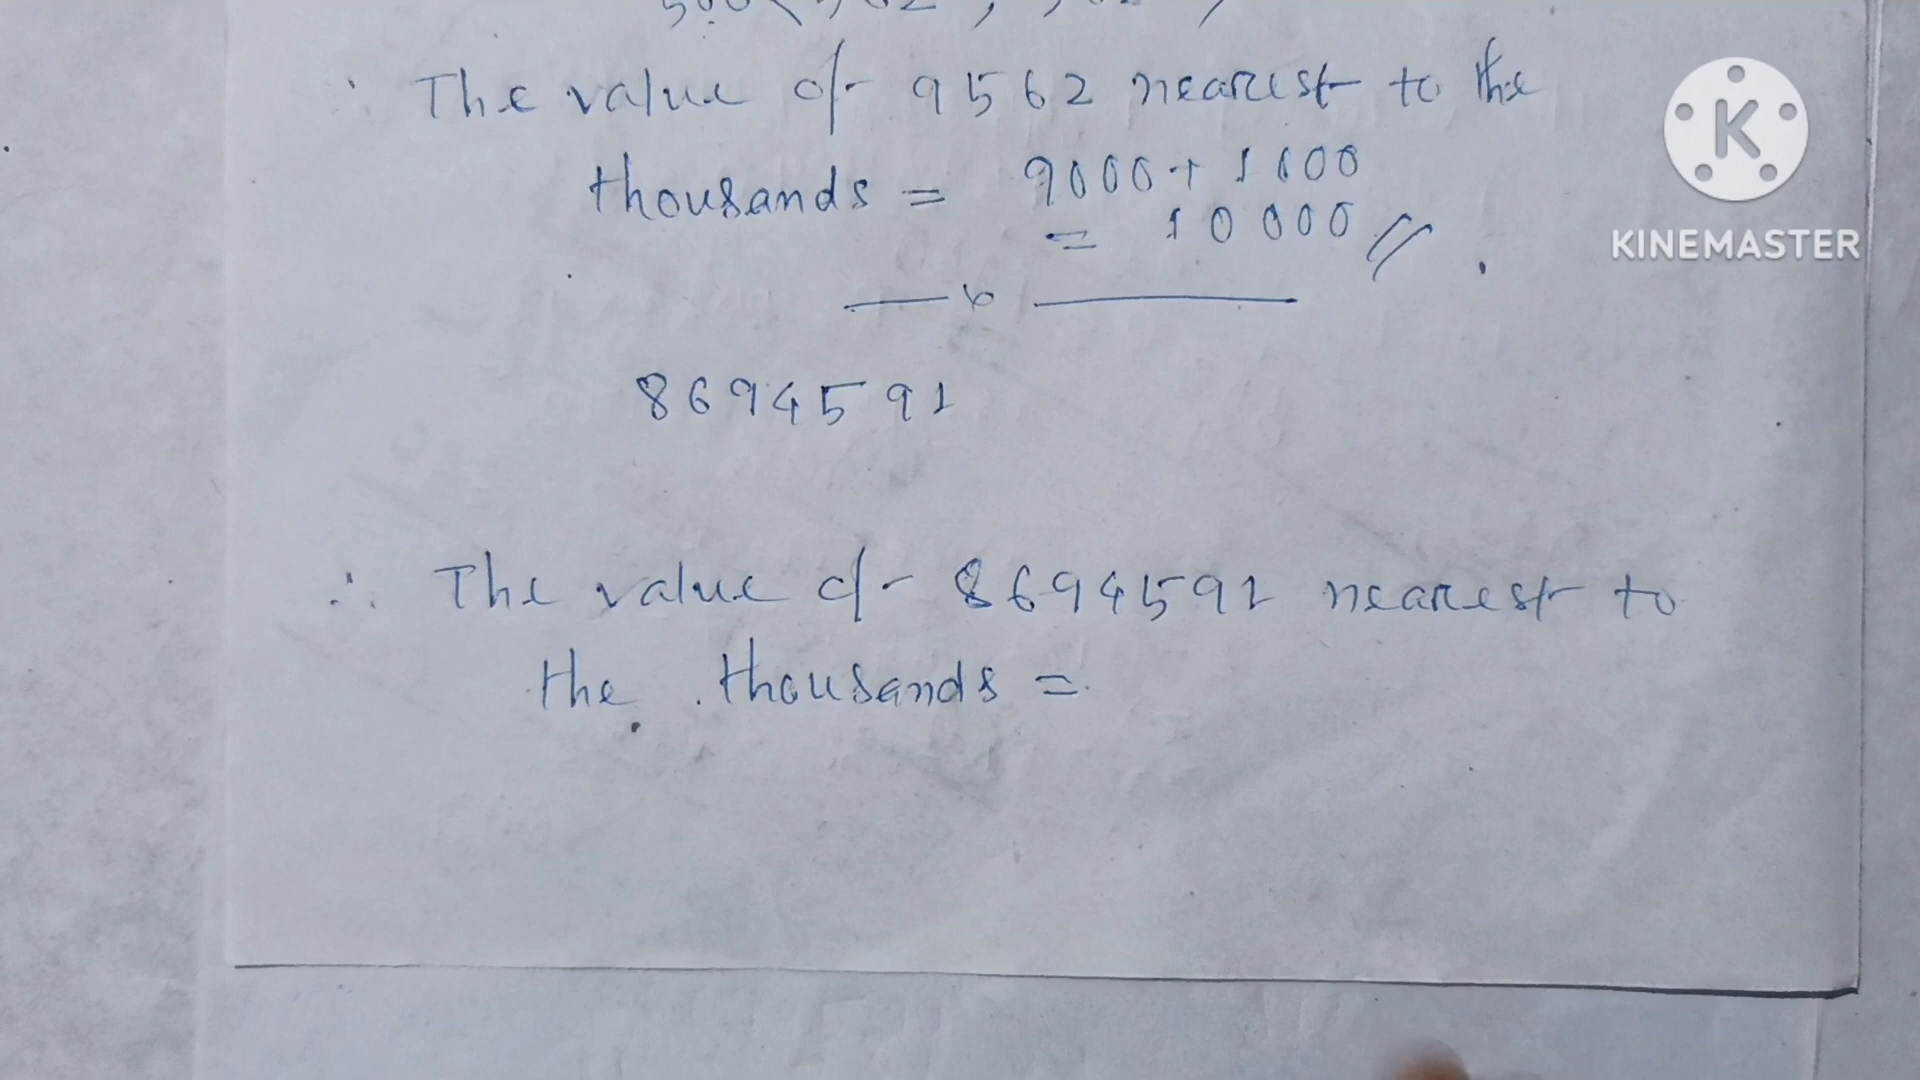 ∴ The value of 9562 nearest to the
thousands = 9000 + 1000
= 10000 //.
8694591
∴ The value of 8694591 nearest to
the thousands =
K
KINEMASTER